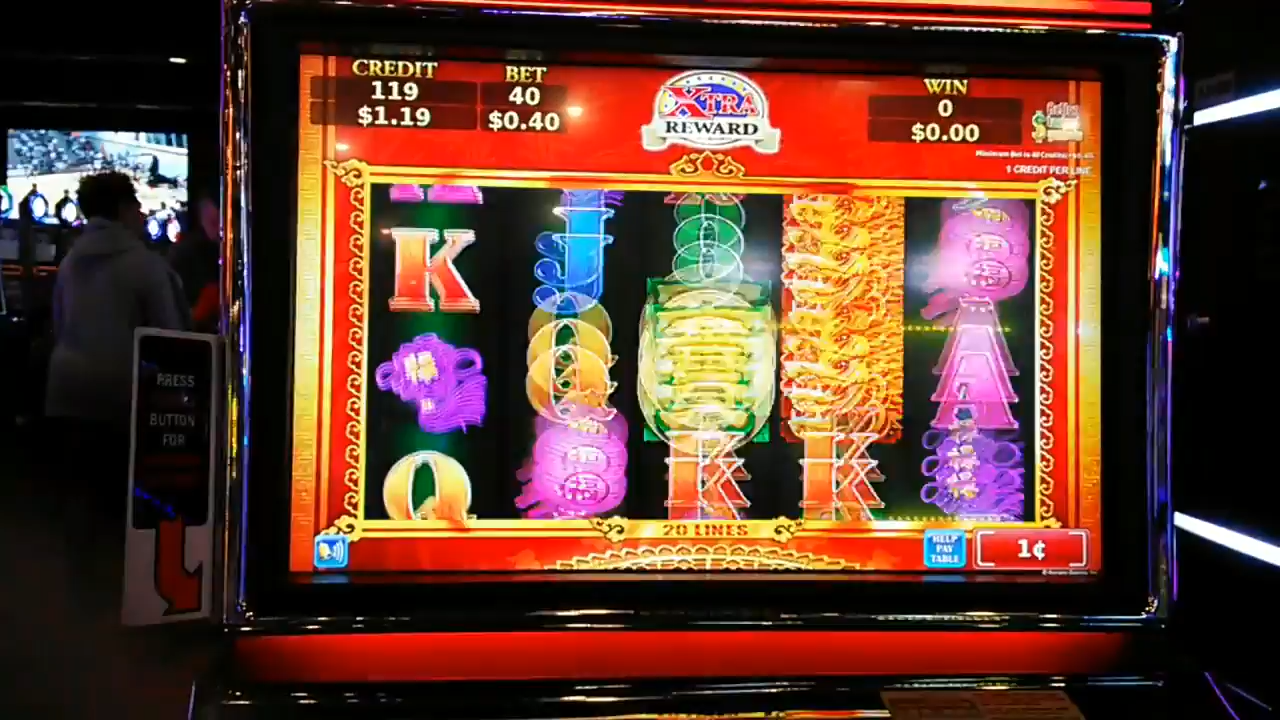 CREDIT
119
$1.19
BET
40
$0.40
XTRA
REWARD
WIN
0
$0.00
1 CREDIT PER LINE
K
J
Q
A
Q
K
K
20 LINES
HELP
PAY
TABLE
1¢
PRESS
BUTTON
FOR